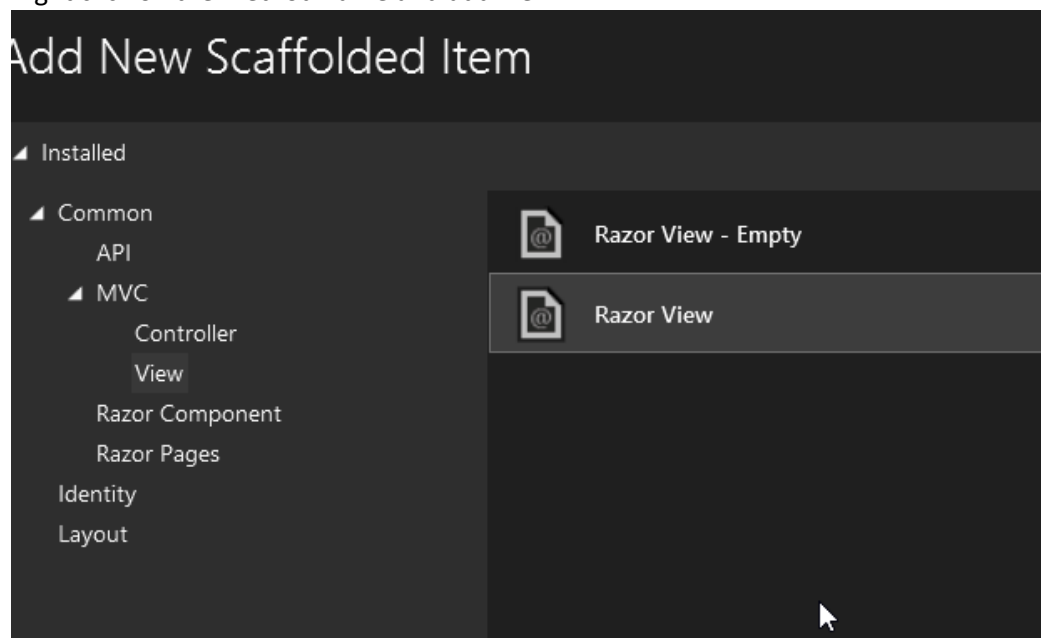 Add New Scaffolded Item
Installed
Common
API
MVC
Controller
View
Razor Component
Razor Pages
Identity
Layout
Razor View - Empty
Razor View